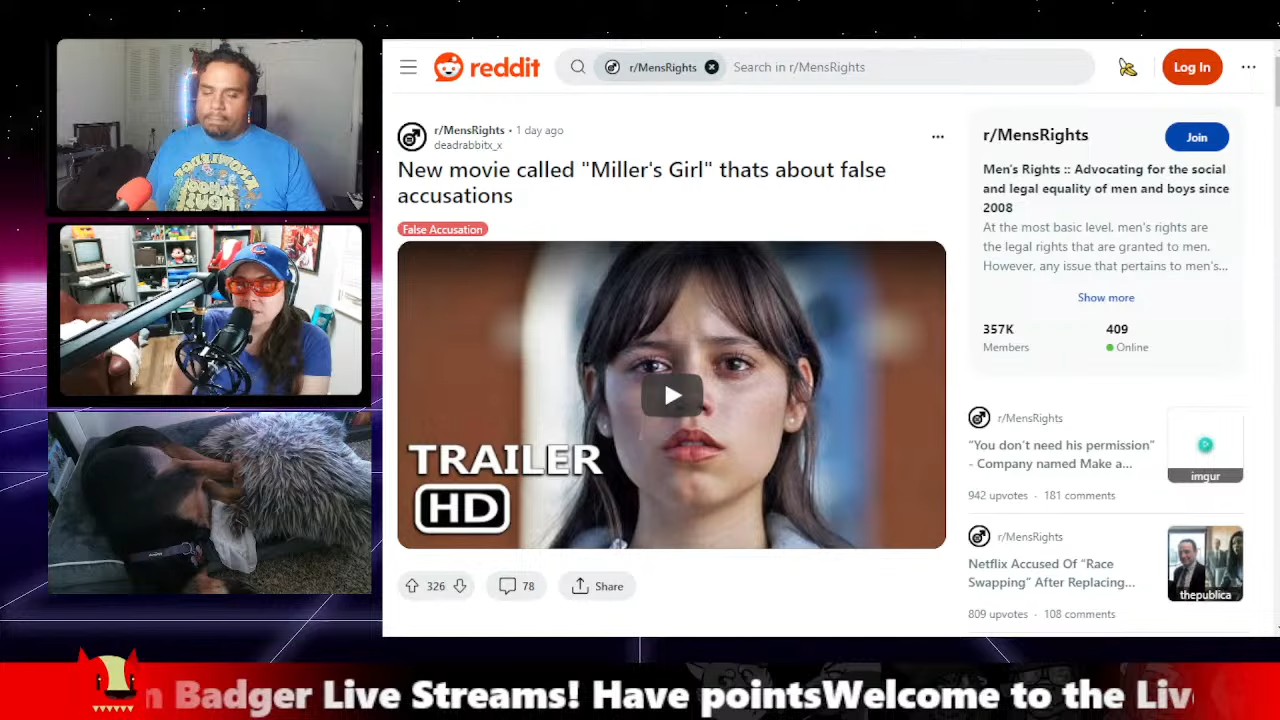 reddit
r/MensRights
Search in r/MensRights
Log In
r/MensRights • 1 day ago
deadrabbitx_x
New movie called "Miller's Girl" thats about false
accusations
False Accusation
TRAILER
HD
326
78
Share
r/MensRights
Join
Men's Rights :: Advocating for the social
and legal equality of men and boys since
2008
At the most basic level, men's rights are
the legal rights that are granted to men.
However, any issue that pertains to men's...
Show more
357K
409
Members
Online
r/MensRights
“You don’t need his permission”
- Company named Make a...
imgur
942 upvotes · 181 comments
r/MensRights
Netflix Accused Of “Race
Swapping” After Replacing...
thepublica
809 upvotes · 108 comments
n Badger Live Streams! Have pointsWelcome to the Liv